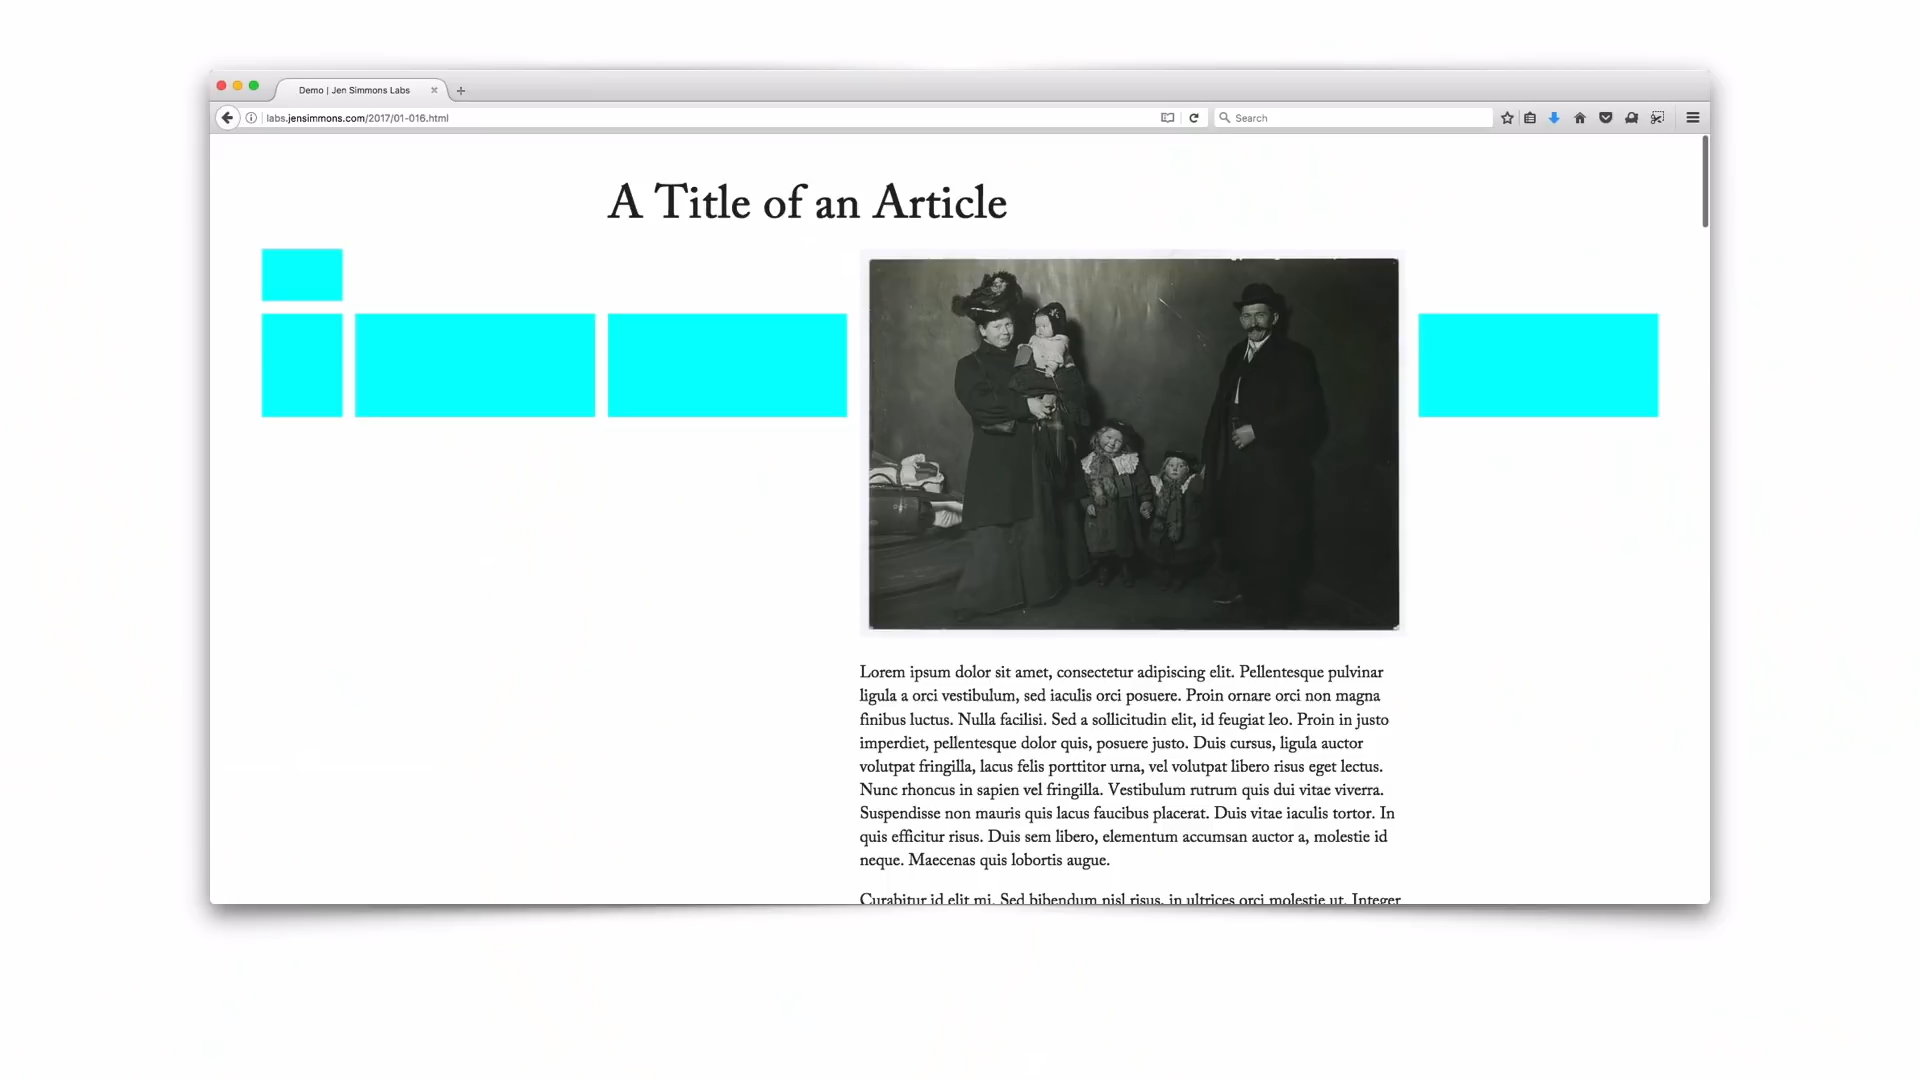 Demo | Jen Simmons Labs
labs.jensimmons.com/2017/01-016.html
Search
A Title of an Article
Lorem ipsum dolor sit amet, consectetur adipiscing elit. Pellentesque pulvinar
ligula a orci vestibulum, sed iaculis orci posuere. Proin ornare orci non magna
finibus luctus. Nulla facilisi. Sed a sollicitudin elit, id feugiat leo. Proin in justo
imperdiet, pellentesque dolor quis, posuere justo. Duis cursus, ligula auctor
volutpat fringilla, lacus felis porttitor urna, vel volutpat libero risus eget lectus.
Nunc rhoncus in sapien vel fringilla. Vestibulum rutrum quis dui vitae viverra.
Suspendisse non mauris quis lacus faucibus placerat. Duis vitae iaculis tortor. In
quis efficitur risus. Duis sem libero, elementum accumsan auctor a, molestie id
neque. Maecenas quis lobortis augue.
Curabitur id elit mi. Sed bibendum nisl risus, in ultrices orci molestie ut. Integer